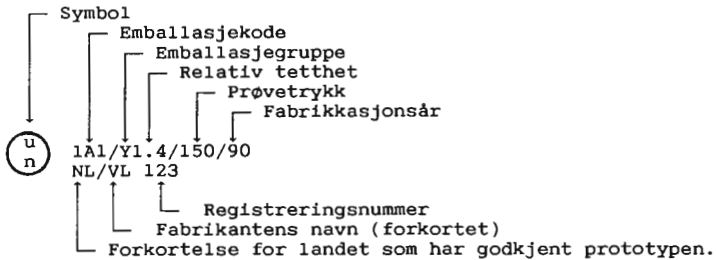 Symbol
Emballasjekode
Emballasjegruppe
Relativ tetthet
Prøvetrykk
Fabrikkasjonsår
u
n
1A1/Y1.4/150/90
NL/VL 123
Registreringsnummer
Fabrikantens navn (forkortet)
Forkortelse for landet som har godkjent prototypen.